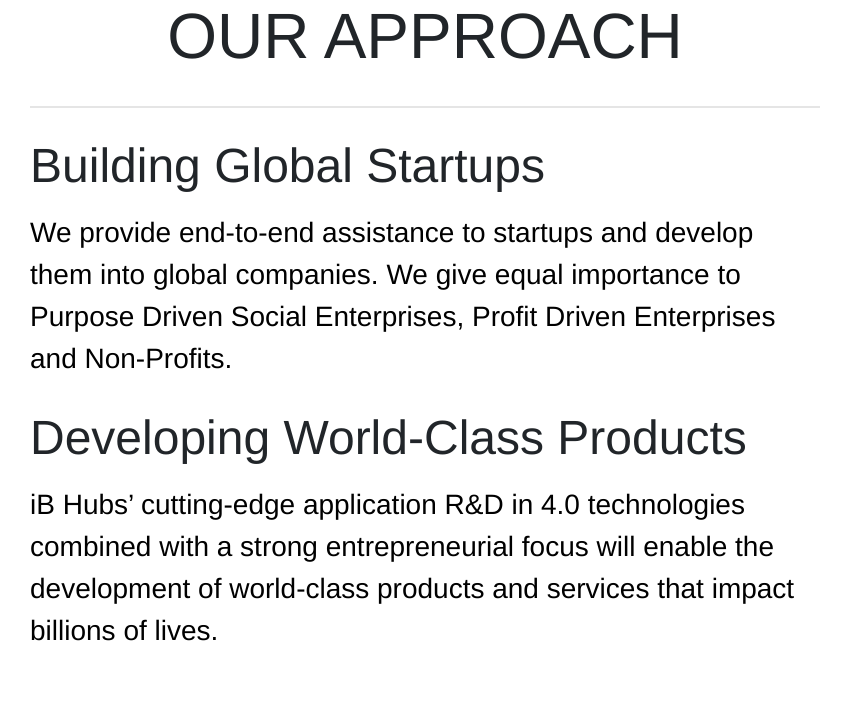 OUR APPROACH
Building Global Startups
We provide end-to-end assistance to startups and develop
them into global companies. We give equal importance to
Purpose Driven Social Enterprises, Profit Driven Enterprises
and Non-Profits.
Developing World-Class Products
iB Hubs’ cutting-edge application R&D in 4.0 technologies
combined with a strong entrepreneurial focus will enable the
development of world-class products and services that impact
billions of lives.